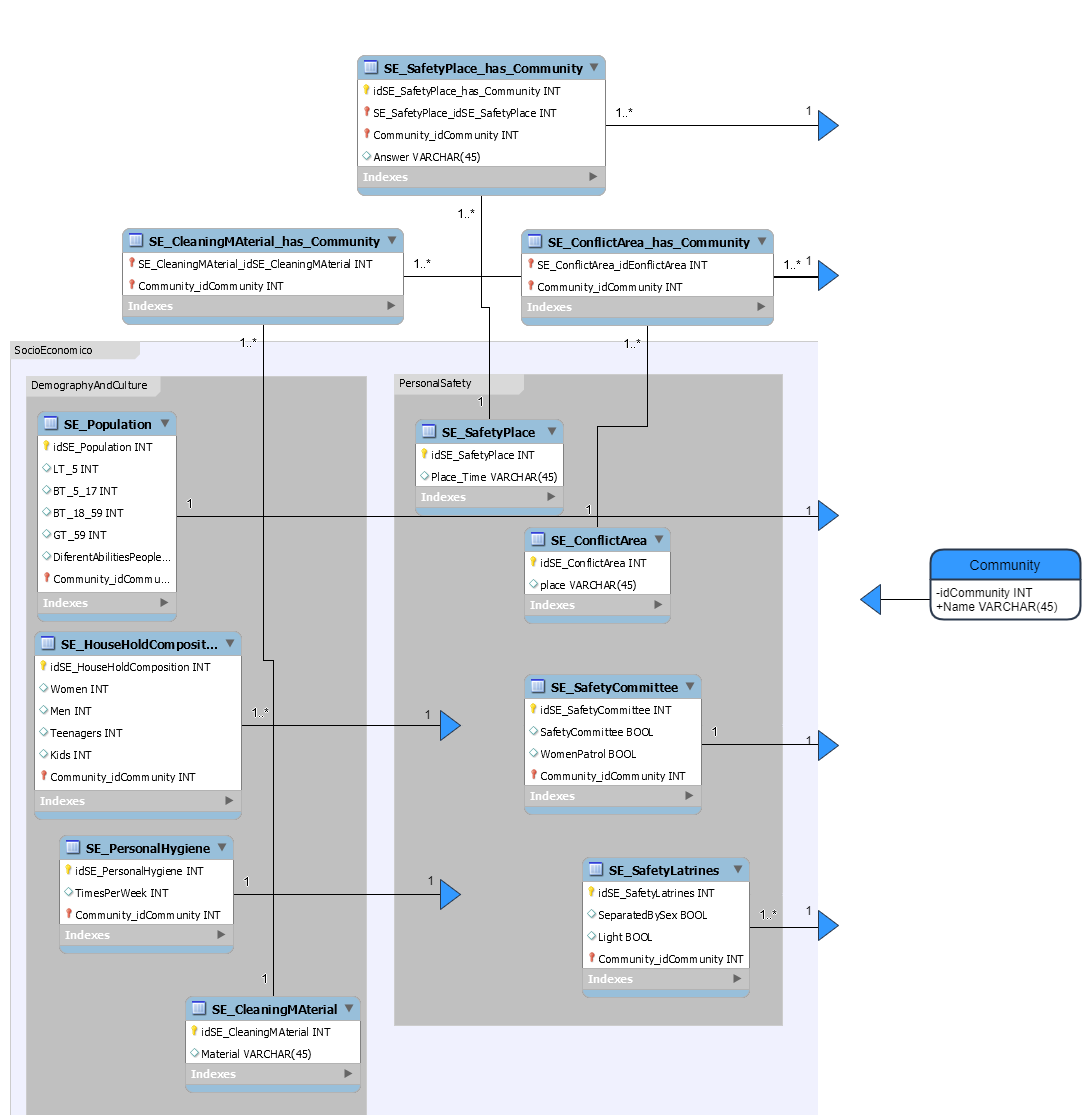 SE_SafetyPlace_has_Community
idSE_SafetyPlace_has_Community INT
SE_SafetyPlace_idSE_SafetyPlace INT
Community_idCommunity INT
Answer VARCHAR(45)
Indexes
1..*
1
1..*
SE_CleaningMAterial_has_Community
SE_CleaningMAterial_idSE_CleaningMAterial INT
Community_idCommunity INT
Indexes
1..*
1..*
SE_ConflictArea_has_Community
SE_ConflictArea_idEonflictArea INT
Community_idCommunity INT
Indexes
1..*
1
1..*
SocioEconomico
DemographyAndCulture
SE_Population
idSE_Population INT
LT_5 INT
BT_5_17 INT
BT_18_59 INT
GT_59 INT
DiferentAbilitiesPeople...
Community_idCommu...
Indexes
1
1
SE_HouseHoldComposit...
idSE_HouseHoldComposition INT
Women INT
Men INT
Teenagers INT
Kids INT
Community_idCommunity INT
Indexes
1..*
1
SE_PersonalHygiene
idSE_PersonalHygiene INT
TimesPerWeek INT
Community_idCommunity INT
Indexes
1
1
1
SE_CleaningMAterial
idSE_CleaningMAterial INT
Material VARCHAR(45)
Indexes
PersonalSafety
1
SE_SafetyPlace
idSE_SafetyPlace INT
Place_Time VARCHAR(45)
Indexes
1
SE_ConflictArea
idSE_ConflictArea INT
place VARCHAR(45)
Indexes
SE_SafetyCommittee
idSE_SafetyCommittee INT
SafetyCommittee BOOL
WomenPatrol BOOL
Community_idCommunity INT
Indexes
1
1
SE_SafetyLatrines
idSE_SafetyLatrines INT
SeparatedBySex BOOL
Light BOOL
Community_idCommunity INT
Indexes
1..*
1
Community
-idCommunity INT
+Name VARCHAR(45)